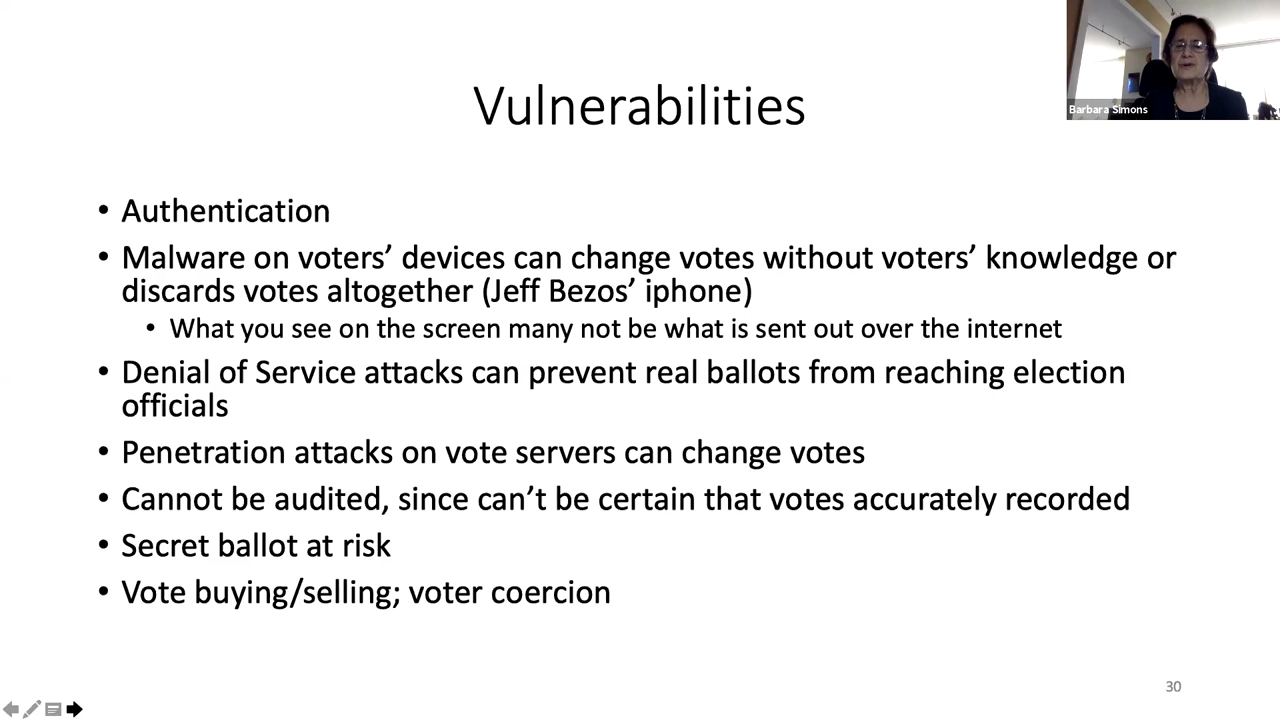 Vulnerabilities
Barbara Simons
• Authentication
• Malware on voters’ devices can change votes without voters’ knowledge or
discards votes altogether (Jeff Bezos’ iphone)
• What you see on the screen many not be what is sent out over the internet
• Denial of Service attacks can prevent real ballots from reaching election
officials
• Penetration attacks on vote servers can change votes
• Cannot be audited, since can’t be certain that votes accurately recorded
• Secret ballot at risk
• Vote buying/selling; voter coercion
30